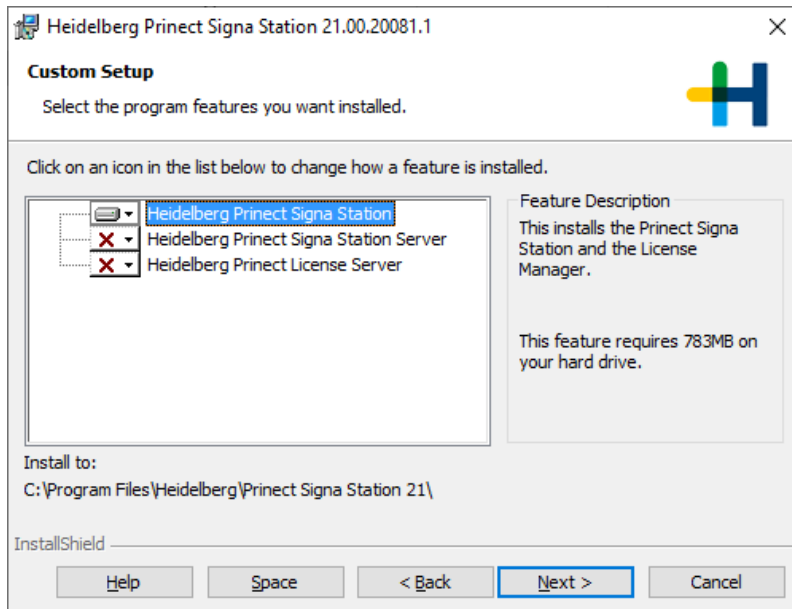 Heidelberg Prinect Signa Station 21.00.20081.1
Custom Setup
Select the program features you want installed.
Click on an icon in the list below to change how a feature is installed.
Heidelberg Prinect Signa Station
Heidelberg Prinect Signa Station Server
Heidelberg Prinect License Server
Feature Description
This installs the Prinect Signa
Station and the License
Manager.
This feature requires 783MB on
your hard drive.
Install to:
C:\Program Files\Heidelberg\Prinect Signa Station 21\
InstallShield
Help
Space
< Back
Next >
Cancel